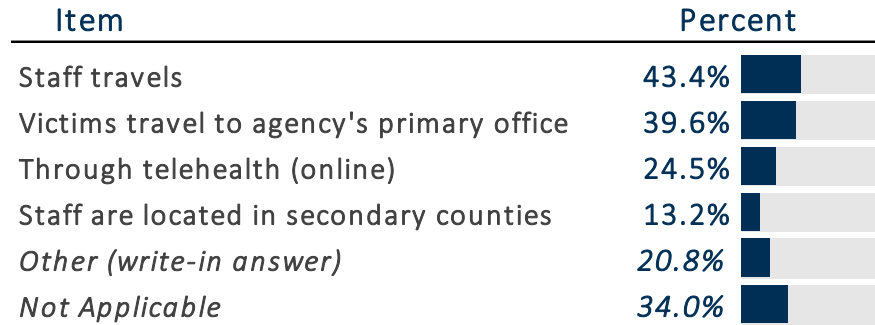 Item Percent
Staff travels 43.4%
Victims travel to agency's primary office 39.6%
Through telehealth (online) 24.5%
Staff are located in secondary counties 13.2%
Other (write-in answer) 20.8%
Not Applicable 34.0%